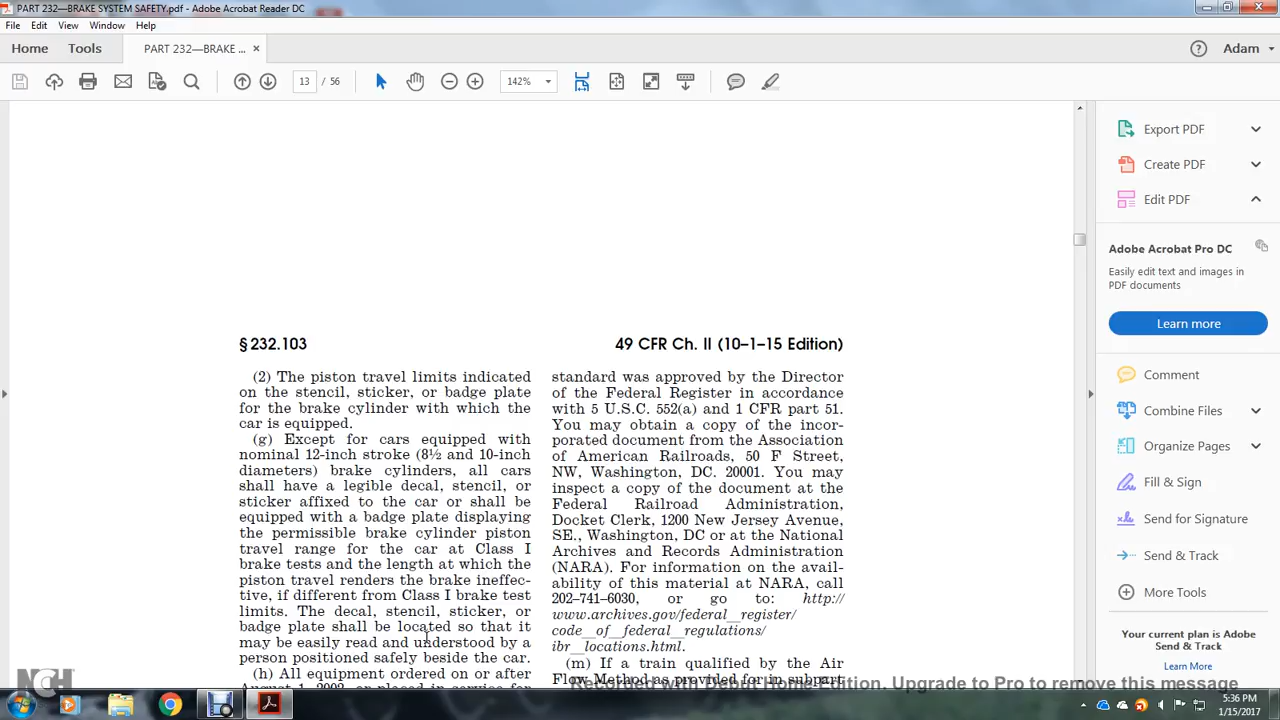 PART 232—BRAKE SYSTEM SAFETY.pdf - Adobe Acrobat Reader DC
File Edit View Window Help
Home Tools PART 232—BRAKE ... × Adam
13 / 56 142%
§ 232.103
(2) The piston travel limits indicated
on the stencil, sticker, or badge plate
for the brake cylinder with which the
car is equipped.
(g) Except for cars equipped with
nominal 12-inch stroke (8½ and 10-inch
diameters) brake cylinders, all cars
shall have a legible decal, stencil, or
sticker affixed to the car or shall be
equipped with a badge plate displaying
the permissible brake cylinder piston
travel range for the car at Class I
brake tests and the length at which the
piston travel renders the brake ineffec-
tive, if different from Class I brake test
limits. The decal, stencil, sticker, or
badge plate shall be located so that it
may be easily read and understood by a
person positioned safely beside the car.
(h) All equipment ordered on or after
49 CFR Ch. II (10–1–15 Edition)
standard was approved by the Director
of the Federal Register in accordance
with 5 U.S.C. 552(a) and 1 CFR part 51.
You may obtain a copy of the incor-
porated document from the Association
of American Railroads, 50 F Street,
NW, Washington, DC. 20001. You may
inspect a copy of the document at the
Federal Railroad Administration,
Docket Clerk, 1200 New Jersey Avenue,
SE., Washington, DC or at the National
Archives and Records Administration
(NARA). For information on the avail-
ability of this material at NARA, call
202–741–6030, or go to: http://
www.archives.gov/federal_register/
code_of_federal_regulations/
ibr_locations.html.
(m) If a train qualified by the Air
Flow Method as provided for in subpart
Export PDF
Create PDF
Edit PDF
Adobe Acrobat Pro DC
Easily edit text and images in
PDF documents
Learn more
Comment
Combine Files
Organize Pages
Fill & Sign
Send for Signature
Send & Track
More Tools
Your current plan is Adobe
Send & Track
Learn More
NCH
Recorded with Debut Home Edition. Upgrade to Pro to remove this message
5:36 PM
1/15/2017